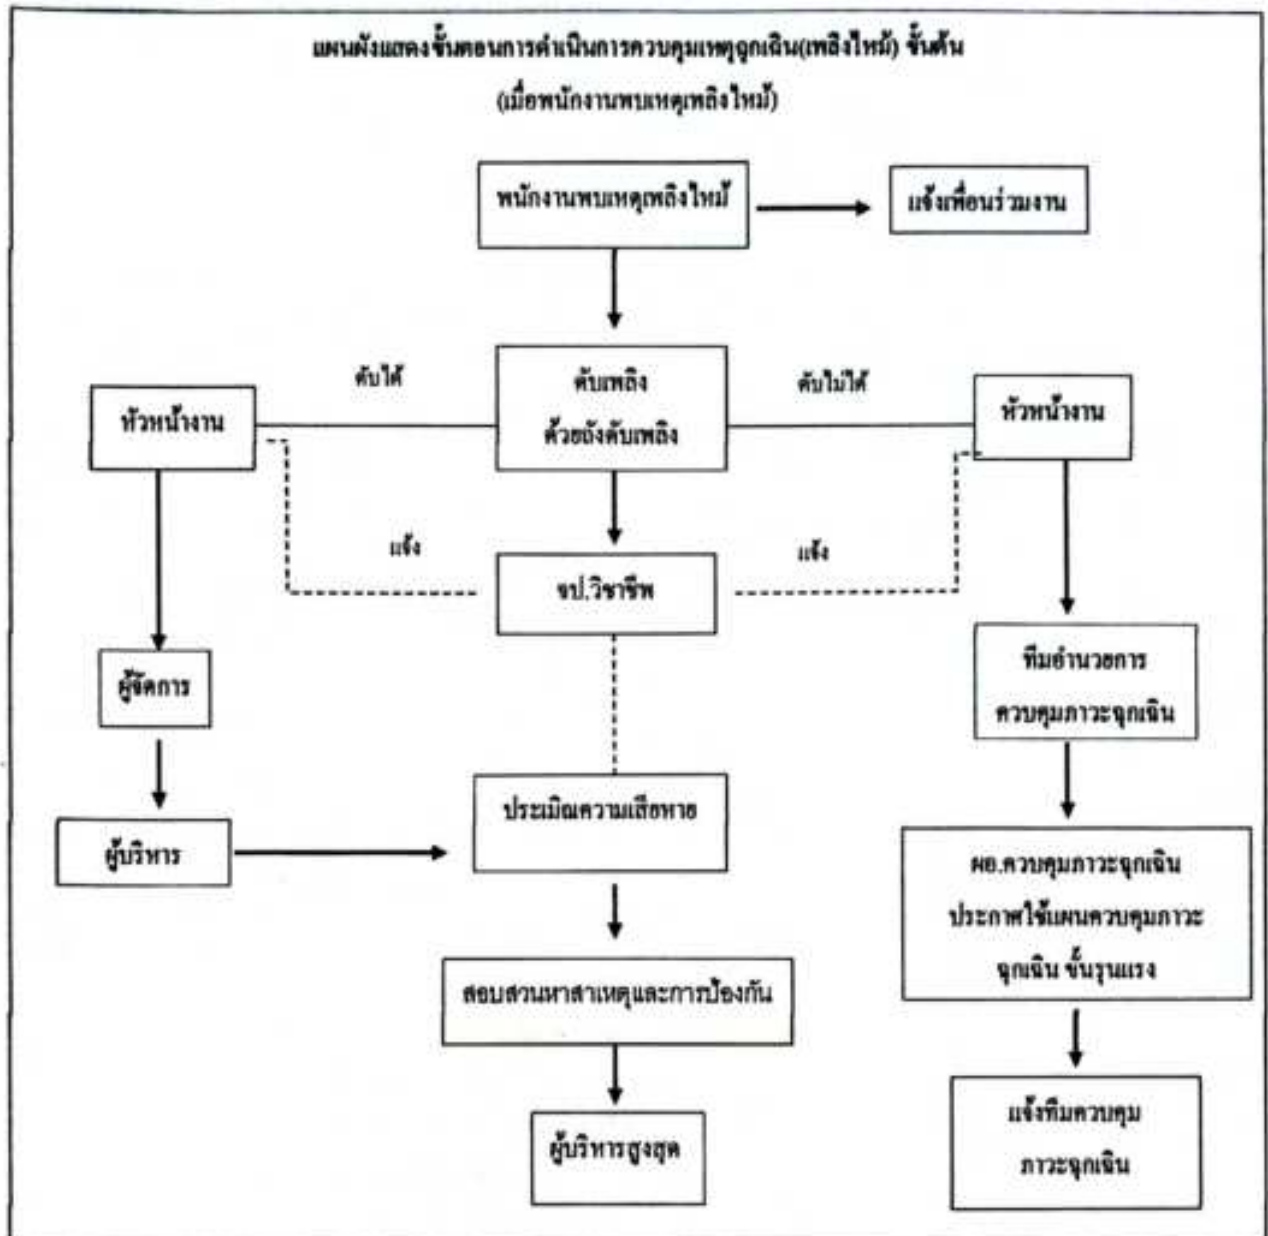 แผนผังแสดงขั้นตอนการดำเนินการควบคุมเหตุฉุกเฉิน(เพลิงไหม้) ขั้นต้น
(เมื่อพนักงานพบเหตุเพลิงไหม้)
พนักงานพบเหตุเพลิงไหม้
แจ้งเพื่อนร่วมงาน
ดับได้
ดับเพลิง
ด้วยถังดับเพลิง
ดับไม่ได้
หัวหน้างาน
หัวหน้างาน
แจ้ง
แจ้ง
จป.วิชาชีพ
ผู้จัดการ
ทีมอำนวยการ
ควบคุมภาวะฉุกเฉิน
ประเมินความเสียหาย
ผู้บริหาร
ผอ.ควบคุมภาวะฉุกเฉิน
ประกาศใช้แผนควบคุมภาวะ
ฉุกเฉิน ขั้นรุนแรง
สอบสวนหาสาเหตุและการป้องกัน
แจ้งทีมควบคุม
ภาวะฉุกเฉิน
ผู้บริหารสูงสุด